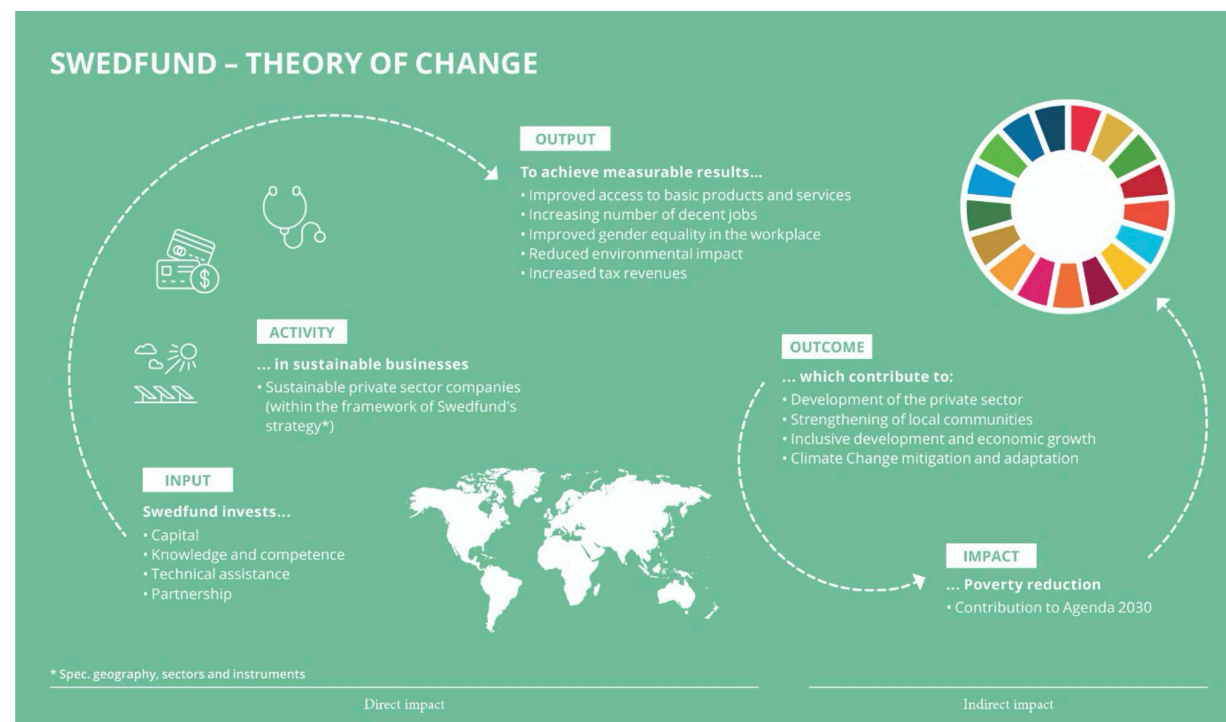 SWEDFUND – THEORY OF CHANGE
OUTPUT
To achieve measurable results...
• Improved access to basic products and services
• Increasing number of decent jobs
• Improved gender equality in the workplace
• Reduced environmental impact
• Increased tax revenues
ACTIVITY
... in sustainable businesses
• Sustainable private sector companies
(within the framework of Swedfund's
strategy*)
INPUT
Swedfund invests...
• Capital
• Knowledge and competence
• Technical assistance
• Partnership
OUTCOME
... which contribute to:
• Development of the private sector
• Strengthening of local communities
• Inclusive development and economic growth
• Climate Change mitigation and adaptation
IMPACT
... Poverty reduction
• Contribution to Agenda 2030
* Spec. geography, sectors and instruments
Direct impact
Indirect impact